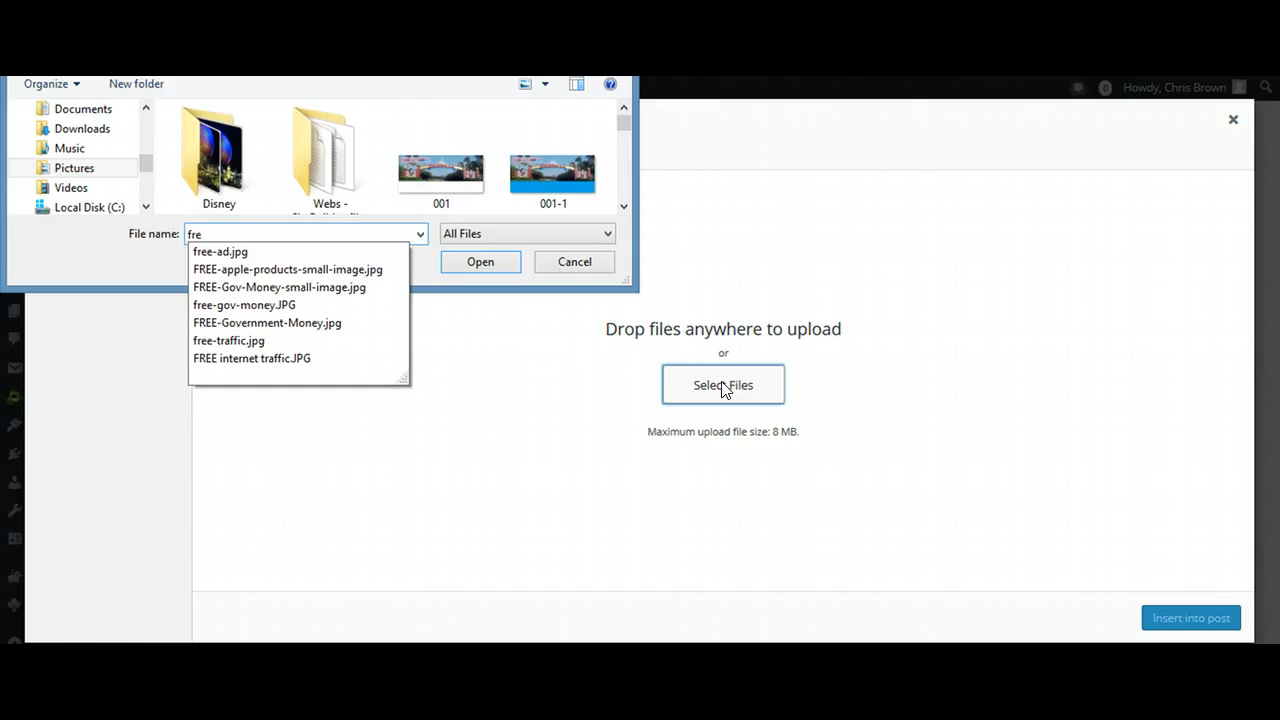 Organize
New folder
Howdy, Chris Brown
Documents
Downloads
Music
Pictures
Videos
Local Disk (C:)
Disney
Webs -
001
001-1
File name:
fre
All Files
Open
Cancel
free-ad.jpg
FREE-apple-products-small-image.jpg
FREE-Gov-Money-small-image.jpg
free-gov-money.JPG
FREE-Government-Money.jpg
free-traffic.jpg
FREE internet traffic.JPG
Drop files anywhere to upload
or
Select Files
Maximum upload file size: 8 MB.
Insert into post